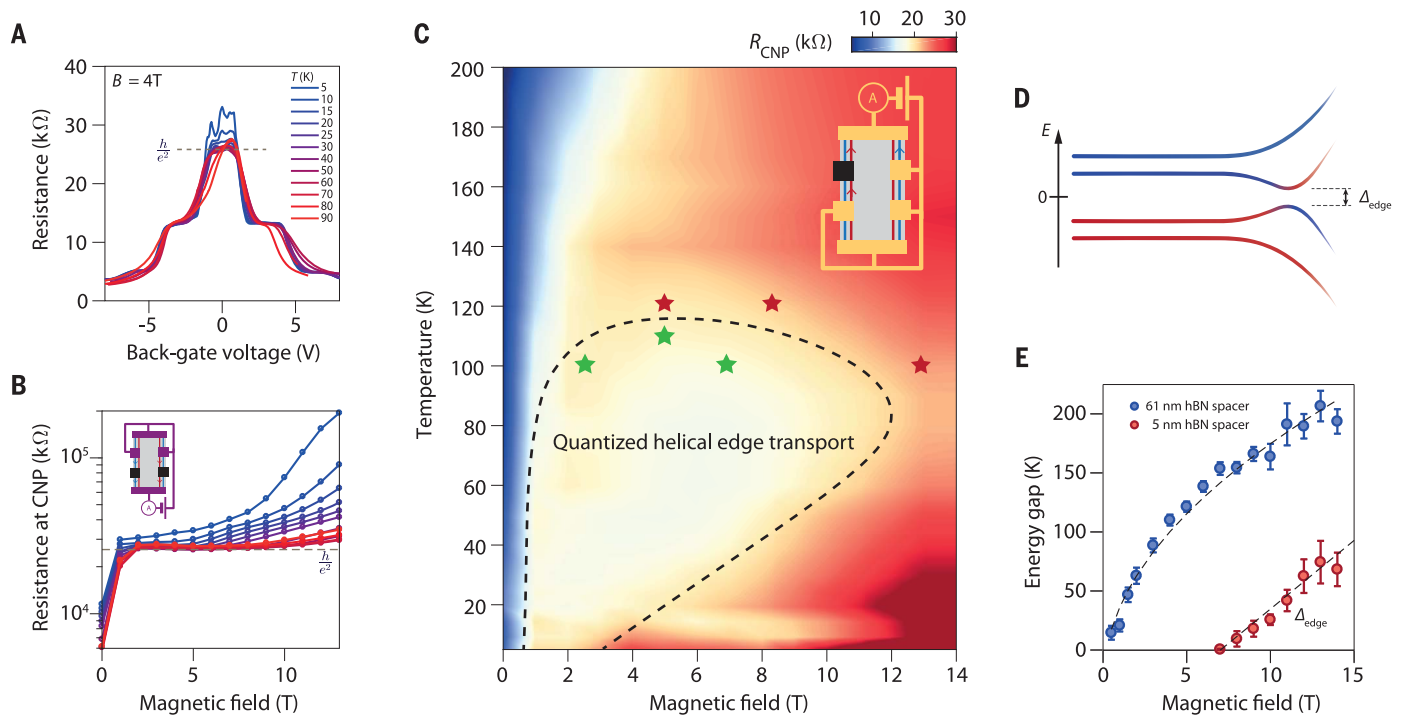 A
B = 4T
T (K)
5
10
15
20
25
30
40
50
60
70
80
90
h
e²
40
30
20
10
0
Resistance (kΩ)
-5
0
5
Back-gate voltage (V)
B
10⁵
10⁴
Resistance at CNP (kΩ)
A
h
e²
0
5
10
Magnetic field (T)
C
R_CNP (kΩ)
10
20
30
200
180
160
140
120
100
80
60
40
20
Temperature (K)
A
Quantized helical edge transport
0
2
4
6
8
10
12
14
Magnetic field (T)
D
E
0
Δ_edge
E
200
150
100
50
0
Energy gap (K)
61 nm hBN spacer
5 nm hBN spacer
Δ_edge
0
5
10
15
Magnetic field (T)